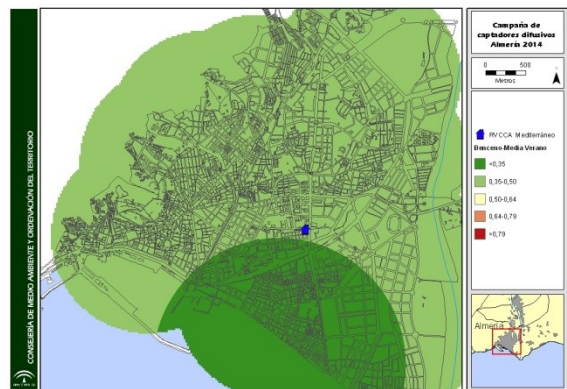 CONSEJERÍA DE MEDIO AMBIENTE Y ORDENACIÓN DEL TERRITORIO
Campaña de
captadores difusivos
Almería 2014
0 500
Metros
RVCCA Mediterráneo
Benceno-Media Verano
<0,35
0,35-0,50
0,50-0,64
0,64-0,79
>0,79
Almería